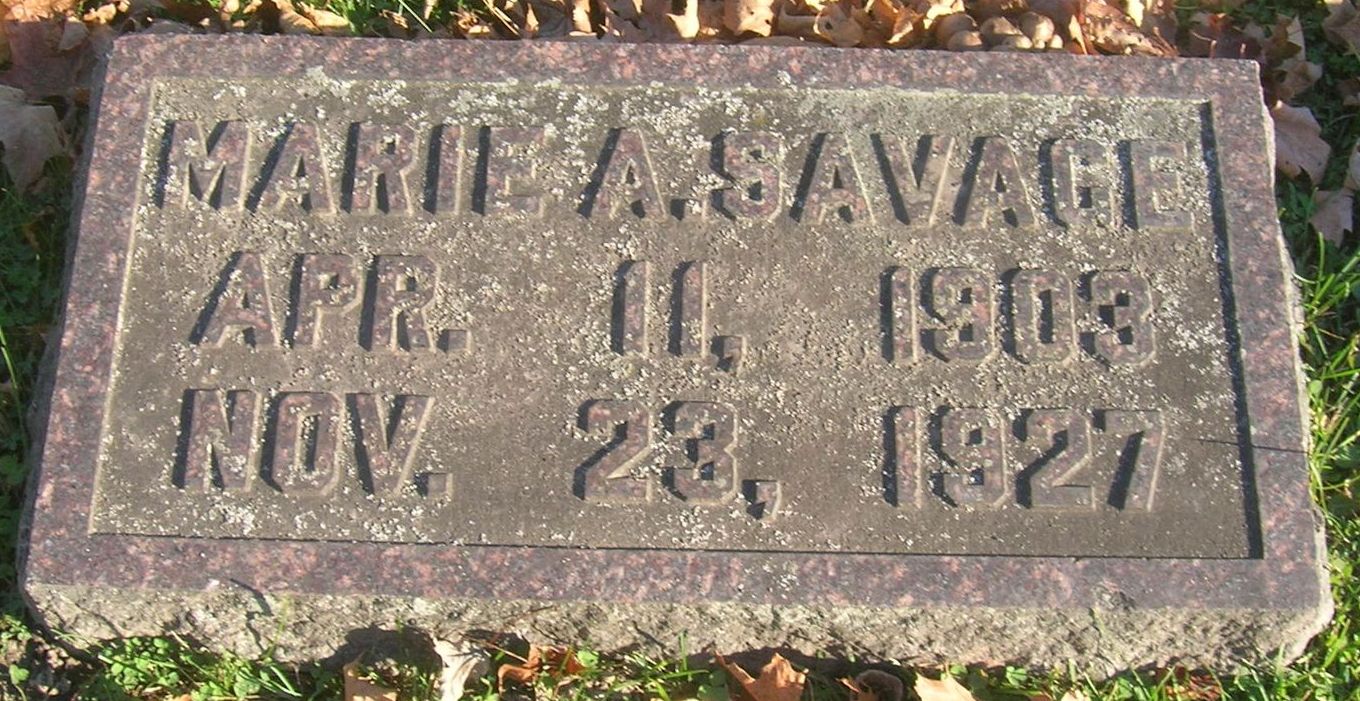 MARIE A. SAVAGE
APR. 11, 1903
NOV. 23, 1927